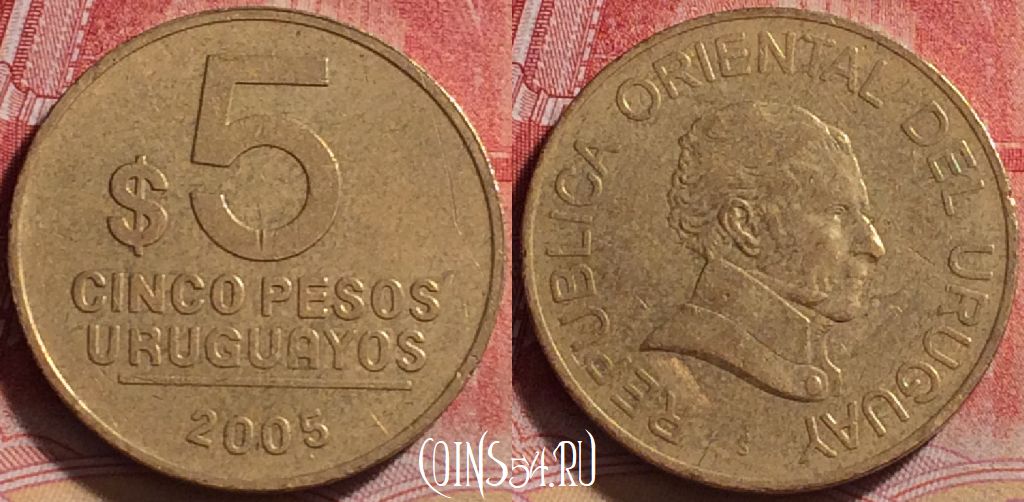 $5
CINCO PESOS
URUGUAYOS
2005
REPUBLICA ORIENTAL DEL URUGUAY
COINS54.RU